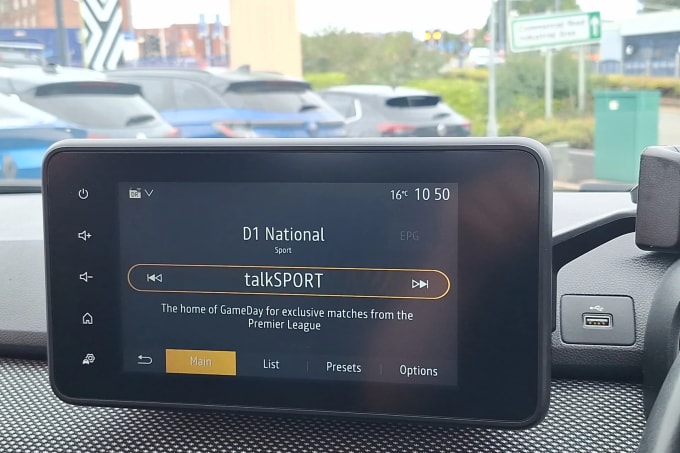 DR
16°C 10 50
D1 National
EPG
Sport
talkSPORT
The home of GameDay for exclusive matches from the
Premier League
Main
List
Presets
Options